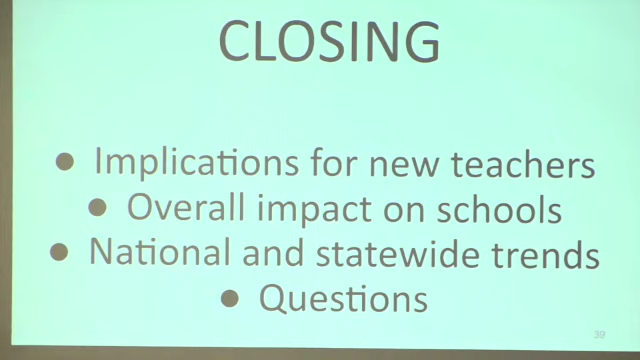 CLOSING
● Implications for new teachers
● Overall impact on schools
● National and statewide trends
● Questions
39